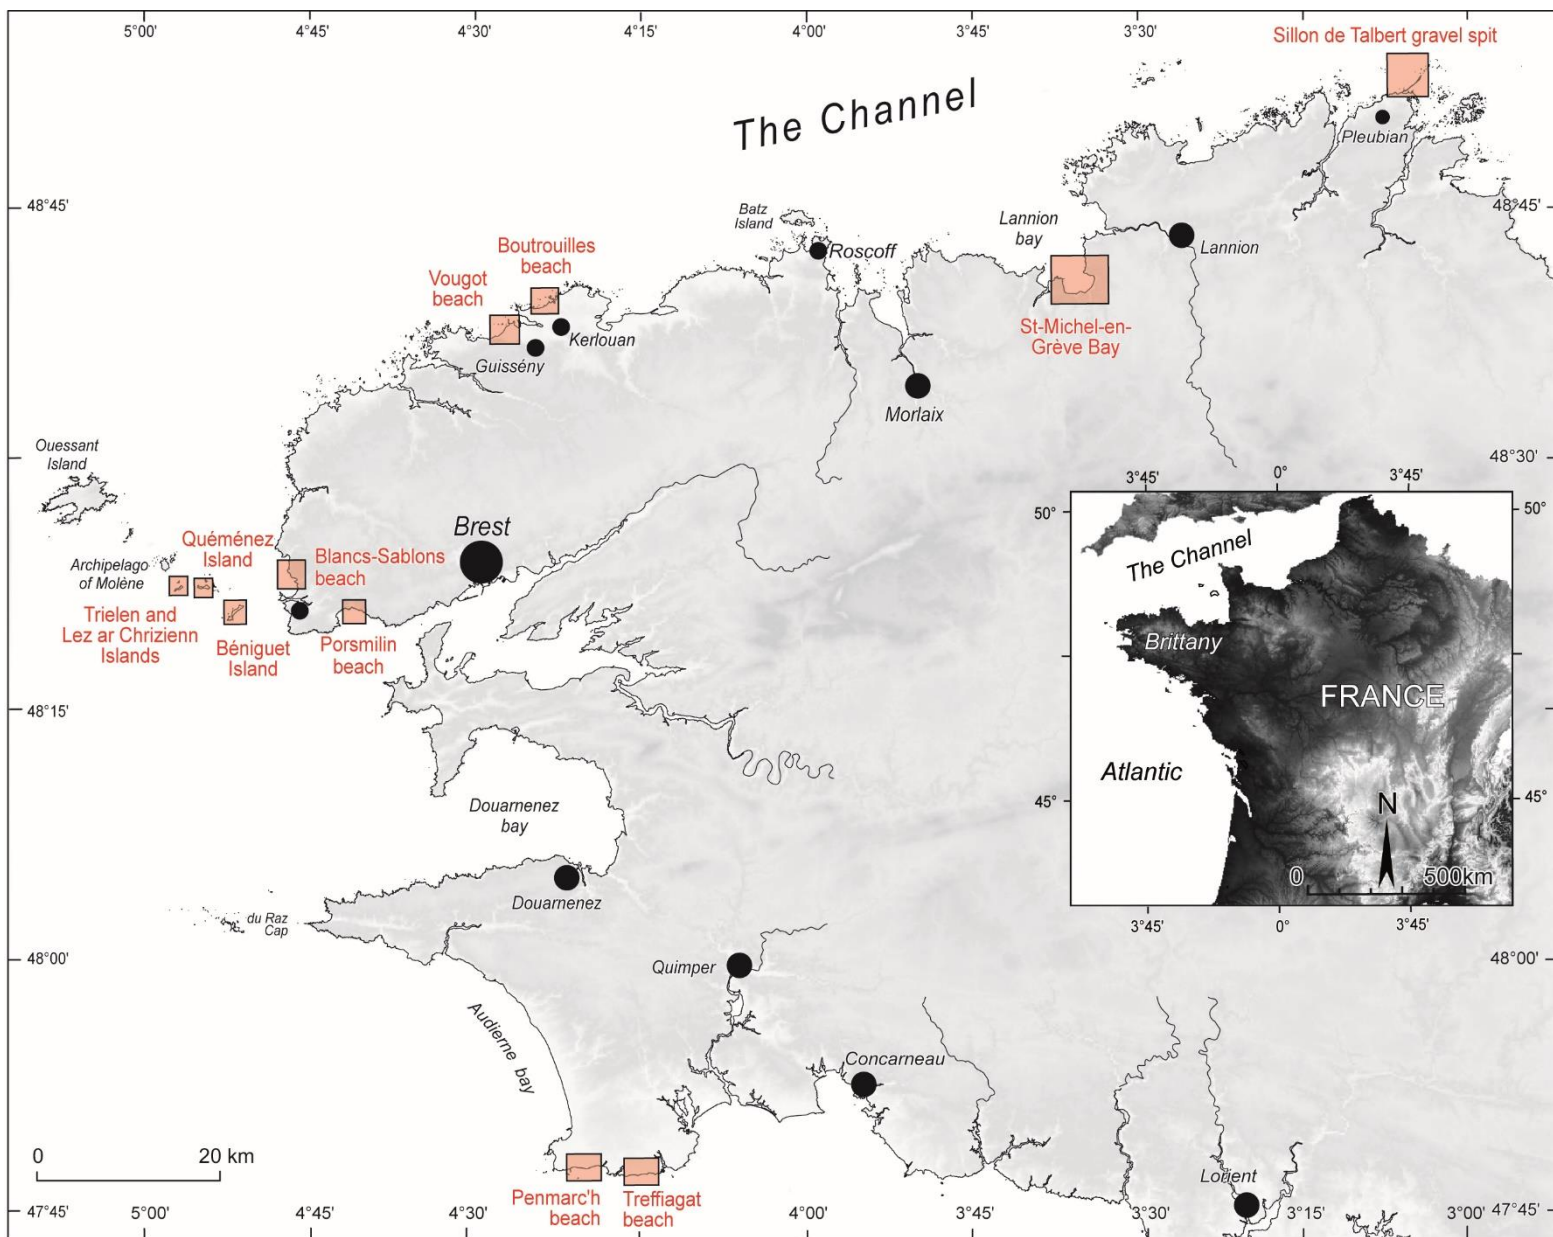 5°00'
4°45'
4°30'
4°15'
4°00'
3°45'
3°30'
Sillon de Talbert gravel spit
The Channel
Pleubian
48°45'
48°45'
Batz
Island
Roscoff
Lannion
bay
Lannion
Boutrouilles
beach
Vougot
beach
Kerlouan
Guissény
St-Michel-en-
Grève Bay
Morlaix
Ouessant
Island
48°30'
Brest
Quéménez
Island
Blancs-Sablons
beach
Archipelago
of Molène
Trielen and
Lez ar Chrizienn
Islands
Béniguet
Island
Porsmilin
beach
3°45'
0°
3°45'
50°
50°
The Channel
Brittany
FRANCE
Atlantic
45°
45°
N
0
500km
3°45'
0°
3°45'
48°15'
Douarnenez
bay
Douarnenez
du Raz
Cap
48°00'
48°00'
Quimper
Audierne bay
Concarneau
0
20 km
Penmarc'h
beach
Treffiagat
beach
Lorient
47°45'
5°00'
4°45'
4°30'
4°00'
3°45'
3°30'
3°15'
3°00'
47°45'